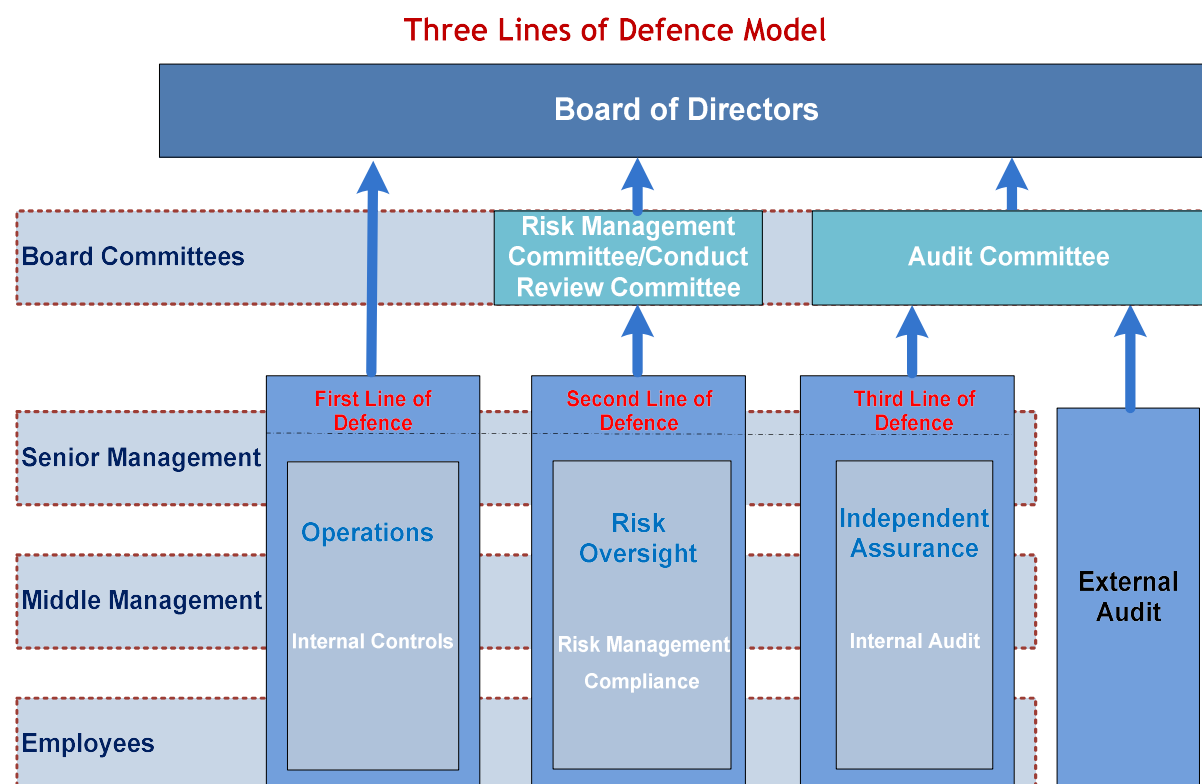 Three Lines of Defence Model
Board of Directors
Board Committees
Risk Management
Committee/Conduct
Review Committee
Audit Committee
First Line of
Defence
Second Line of
Defence
Third Line of
Defence
Senior Management
Operations
Risk
Oversight
Independent
Assurance
Middle Management
Internal Controls
Risk Management
Compliance
Internal Audit
External
Audit
Employees